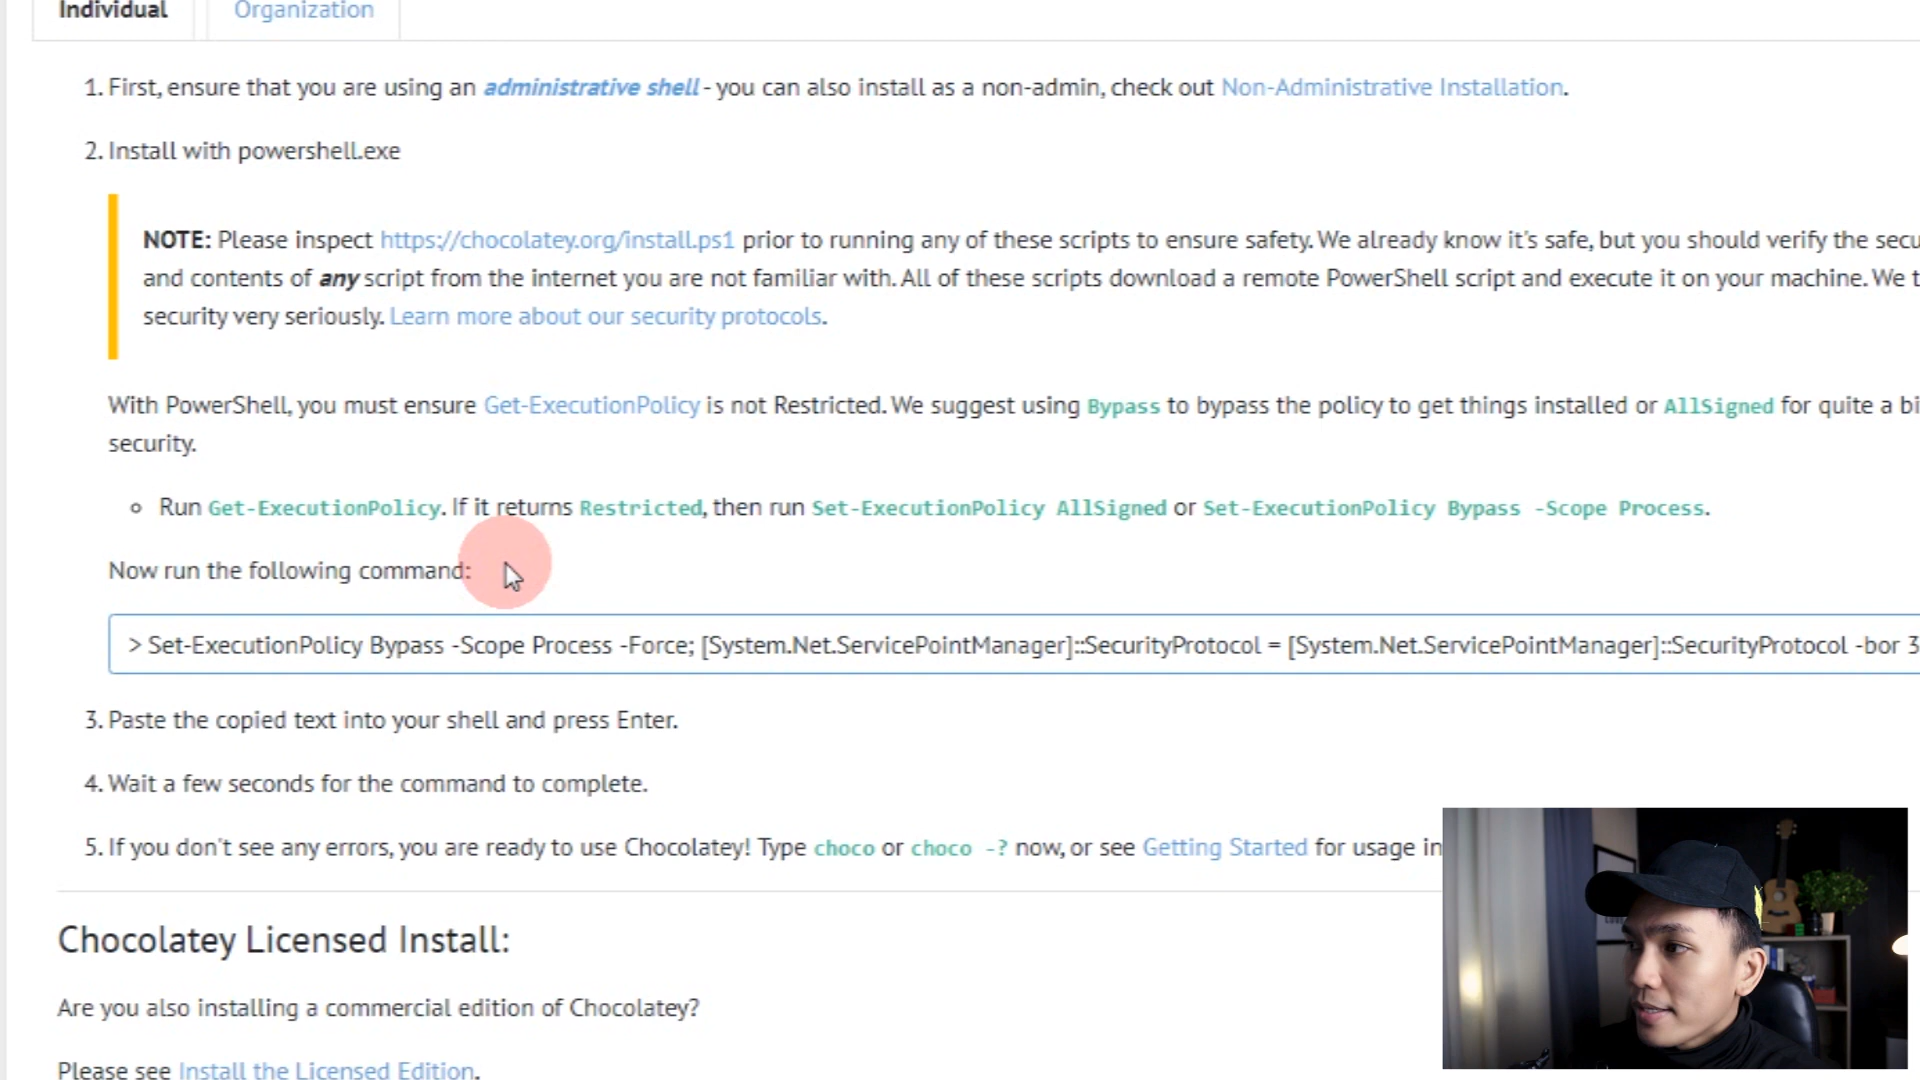 Individual
Organization
1. First, ensure that you are using an administrative shell - you can also install as a non-admin, check out Non-Administrative Installation.
2. Install with powershell.exe
NOTE: Please inspect https://chocolatey.org/install.ps1 prior to running any of these scripts to ensure safety. We already know it's safe, but you should verify the
and contents of any script from the internet you are not familiar with. All of these scripts download a remote PowerShell script and execute it on your machine. We
security very seriously. Learn more about our security protocols.
With PowerShell, you must ensure Get-ExecutionPolicy is not Restricted. We suggest using Bypass to bypass the policy to get things installed or AllSigned for quite a
security.
Run Get-ExecutionPolicy. If it returns Restricted, then run Set-ExecutionPolicy AllSigned or Set-ExecutionPolicy Bypass -Scope Process.
Now run the following command:
> Set-ExecutionPolicy Bypass -Scope Process -Force; [System.Net.ServicePointManager]::SecurityProtocol = [System.Net.ServicePointManager]::SecurityProtocol -bor 3
3. Paste the copied text into your shell and press Enter.
4. Wait a few seconds for the command to complete.
5. If you don't see any errors, you are ready to use Chocolatey! Type choco or choco -? now, or see Getting Started for usage
Chocolatey Licensed Install:
Are you also installing a commercial edition of Chocolatey?
Please see Install the Licensed Edition.